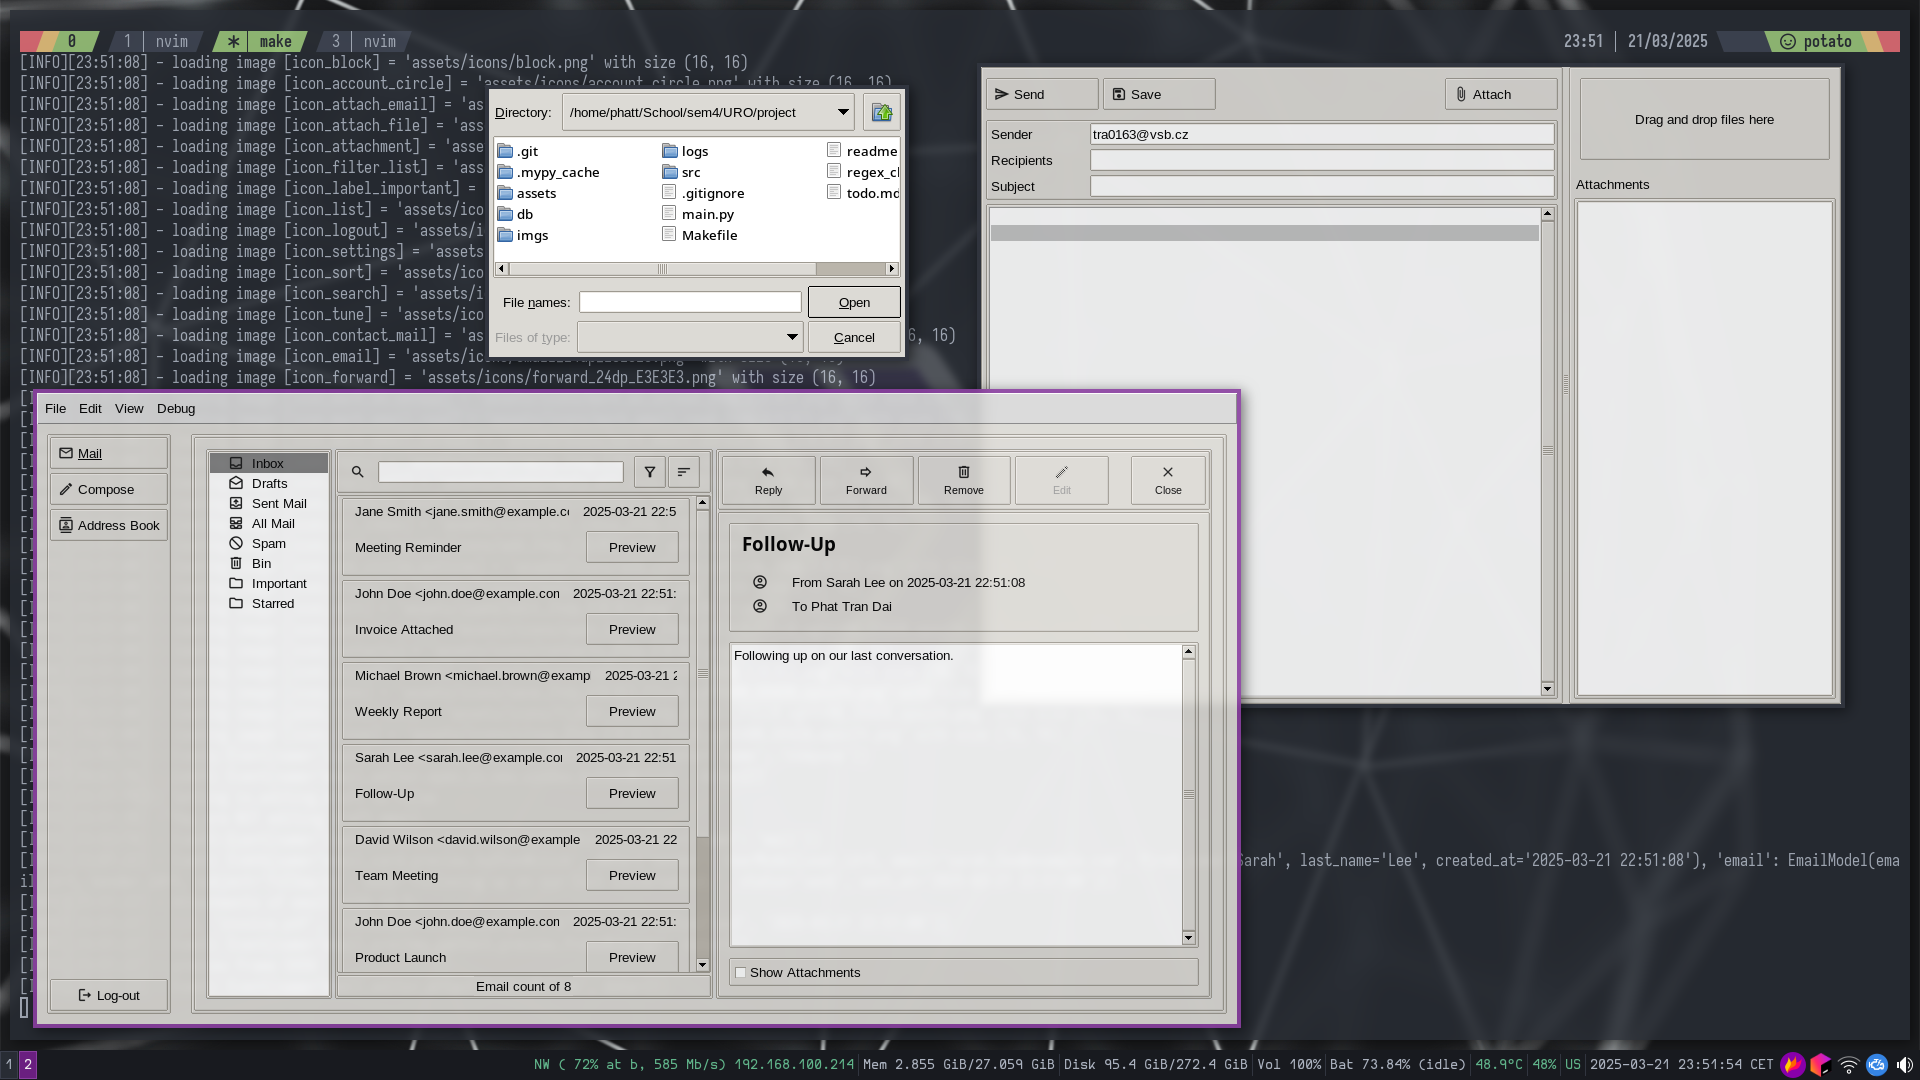 0 1 nvim * make 3 nvim
23:51 21/03/2025 potato
[INFO][23:51:08] - loading image [icon_block] = 'assets/icons/block.png' with size (16, 16)
[INFO][23:51:08] - loading image [icon_account_circle] = 'assets/icons/account_circle.png' with size (16, 16)
[INFO][23:51:08] - loading image [icon_attach_email] = 'as
[INFO][23:51:08] - loading image [icon_attach_file] = 'ass
[INFO][23:51:08] - loading image [icon_attachment] = 'asse
[INFO][23:51:08] - loading image [icon_filter_list] = 'ass
[INFO][23:51:08] - loading image [icon_label_important] =
[INFO][23:51:08] - loading image [icon_list] = 'assets/ico
[INFO][23:51:08] - loading image [icon_logout] = 'assets/i
[INFO][23:51:08] - loading image [icon_settings] = 'assets
[INFO][23:51:08] - loading image [icon_sort] = 'assets/ico
[INFO][23:51:08] - loading image [icon_search] = 'assets/i
[INFO][23:51:08] - loading image [icon_tune] = 'assets/ico
[INFO][23:51:08] - loading image [icon_contact_mail] = 'as 6, 16)
[INFO][23:51:08] - loading image [icon_email] = 'assets/ico
[INFO][23:51:08] - loading image [icon_forward] = 'assets/icons/forward_24dp_E3E3E3.png' with size (16, 16)
Directory: /home/phatt/School/sem4/URO/project
.git
.mypy_cache
assets
db
imgs
logs
src
.gitignore
main.py
Makefile
readme
regex_cl
todo.md
File names: Open
Files of type: Cancel
Send Save Attach
Sender tra0163@vsb.cz
Recipients
Subject
Drag and drop files here
Attachments
File Edit View Debug
Mail
Compose
Address Book
Log-out
Inbox
Drafts
Sent Mail
All Mail
Spam
Bin
Important
Starred
Jane Smith <jane.smith@example.co 2025-03-21 22:5
Meeting Reminder Preview
John Doe <john.doe@example.con 2025-03-21 22:51:
Invoice Attached Preview
Michael Brown <michael.brown@examp 2025-03-21 2
Weekly Report Preview
Sarah Lee <sarah.lee@example.co 2025-03-21 22:51
Follow-Up Preview
David Wilson <david.wilson@example 2025-03-21 22
Team Meeting Preview
John Doe <john.doe@example.con 2025-03-21 22:51:
Product Launch Preview
Email count of 8
Reply Forward Remove Edit Close
Follow-Up
From Sarah Lee on 2025-03-21 22:51:08
To Phat Tran Dai
Following up on our last conversation.
Show Attachments
Sarah', last_name='Lee', created_at='2025-03-21 22:51:08'), 'email': EmailModel(ema
il
1 2 NW ( 72% at b, 585 Mb/s) 192.168.100.214 Mem 2.855 GiB/27.059 GiB Disk 95.4 GiB/272.4 GiB Vol 100% Bat 73.84% (idle) 48.9°C 48% US 2025-03-21 23:51:54 CET